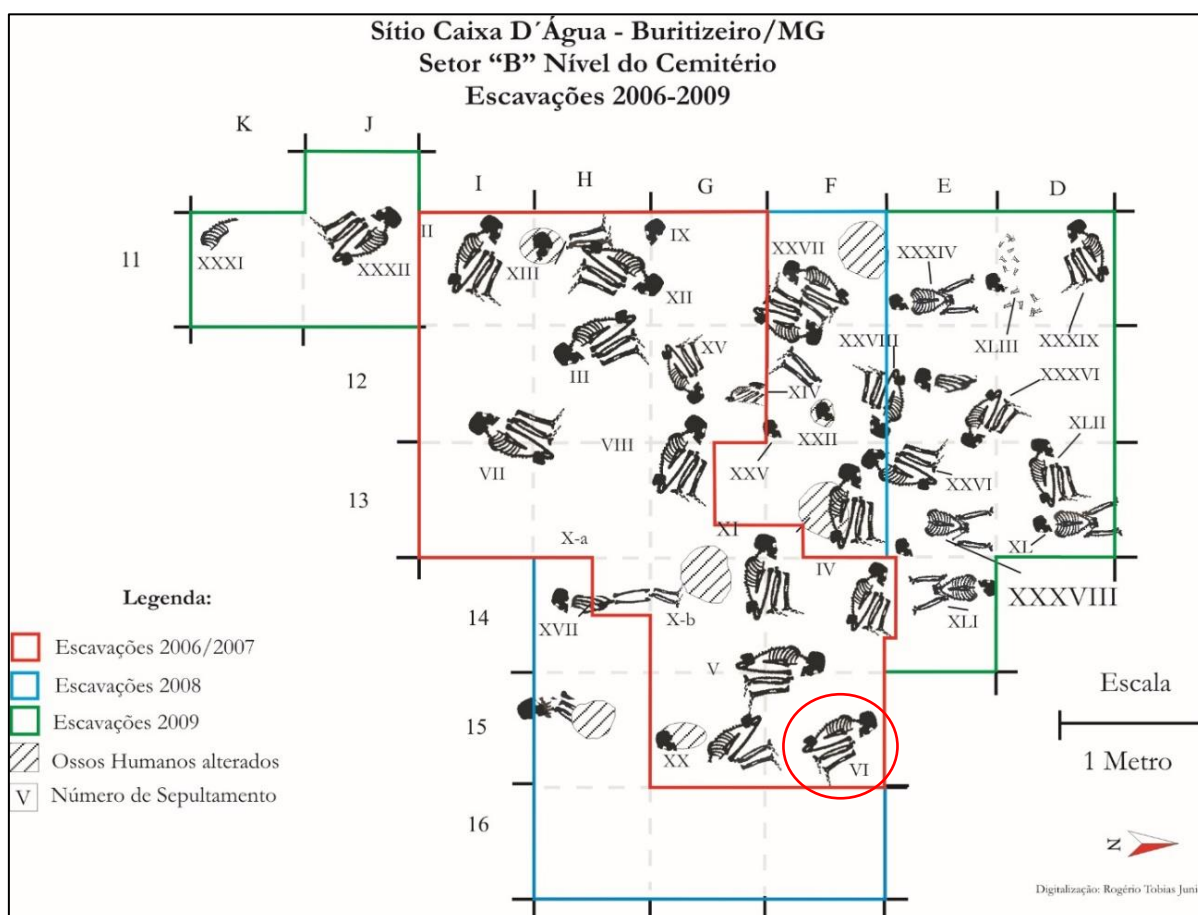 Sítio Caixa D´Água - Buritizeiro/MG
Setor “B” Nível do Cemitério
Escavações 2006-2009
K
J
I
H
G
F
E
D
11
XXXI
XXXII
II
XIII
IX
XII
XXVII
XXXIV
XLIII
XXXIX
12
III
XV
XIV
XXVIII
XXII
XXXVI
XLII
VII
VIII
XXV
XXVI
13
X-a
XI
IV
XL
XXXVIII
14
XVII
X-b
XLI
V
15
XX
VI
16
Legenda:
Escavações 2006/2007
Escavações 2008
Escavações 2009
Ossos Humanos alterados
V Número de Sepultamento
Escala
1 Metro
N
Digitalização: Rogério Tobias Juni